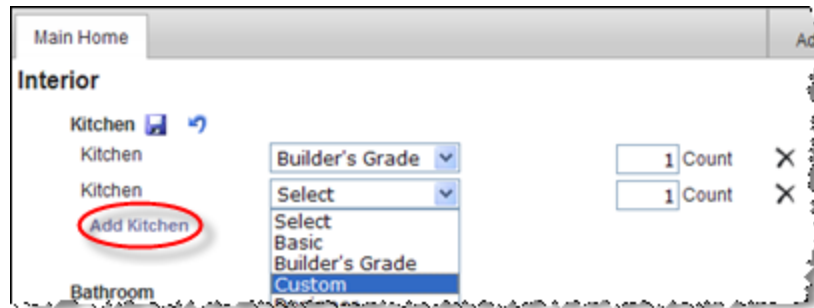 Main Home
Interior
Kitchen
Kitchen Builder's Grade 1 Count
Kitchen Select 1 Count
Add Kitchen Select
Basic
Builder's Grade
Custom
Bathroom